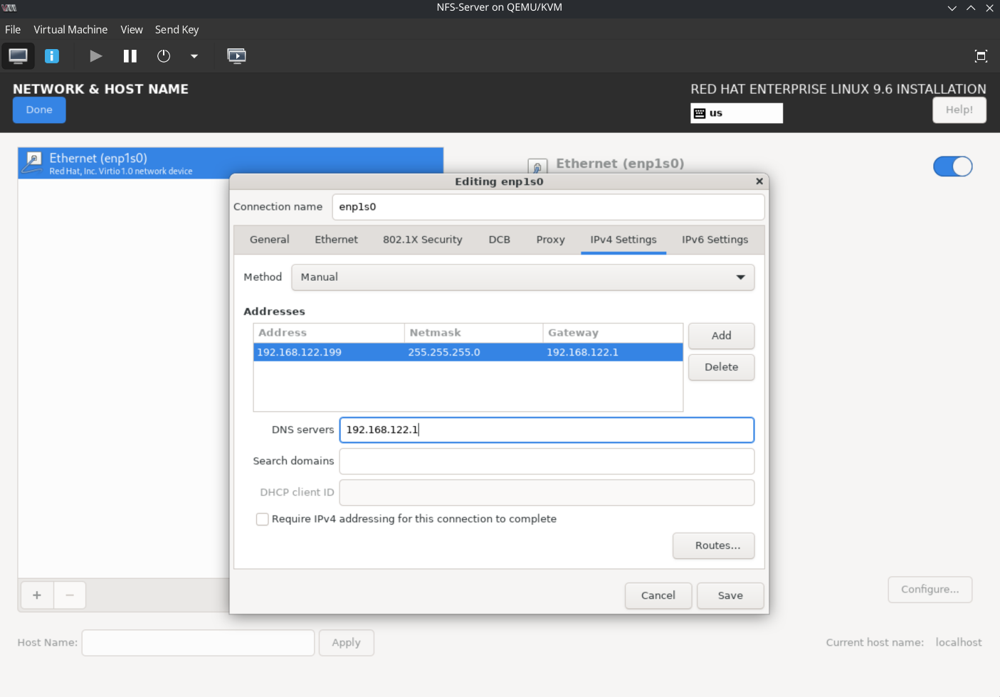 NFS-Server on QEMU/KVM
File Virtual Machine View Send Key
NETWORK & HOST NAME
RED HAT ENTERPRISE LINUX 9.6 INSTALLATION
Done
us
Help!
Ethernet (enp1s0)
Red Hat, Inc. Virtio 1.0 network device
Ethernet (enp1s0)
Editing enp1s0
Connection name enp1s0
General Ethernet 802.1X Security DCB Proxy IPv4 Settings IPv6 Settings
Method Manual
Addresses
Address Netmask Gateway
192.168.122.199 255.255.255.0 192.168.122.1
Add
Delete
DNS servers 192.168.122.1
Search domains
DHCP client ID
Require IPv4 addressing for this connection to complete
Routes...
Cancel Save
Configure...
Host Name: Apply
Current host name: localhost